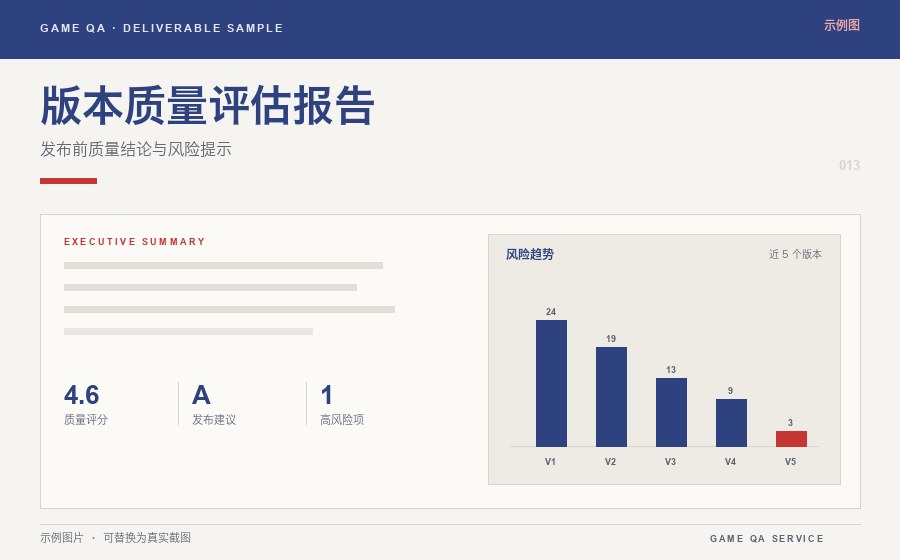 GAME QA · DELIVERABLE SAMPLE
示例图
版本质量评估报告
发布前质量结论与风险提示
013
EXECUTIVE SUMMARY
4.6
质量评分
A
发布建议
1
高风险项
风险趋势
近 5 个版本
24
19
13
9
3
V1
V2
V3
V4
V5
示例图片 · 可替换为真实截图
GAME QA SERVICE